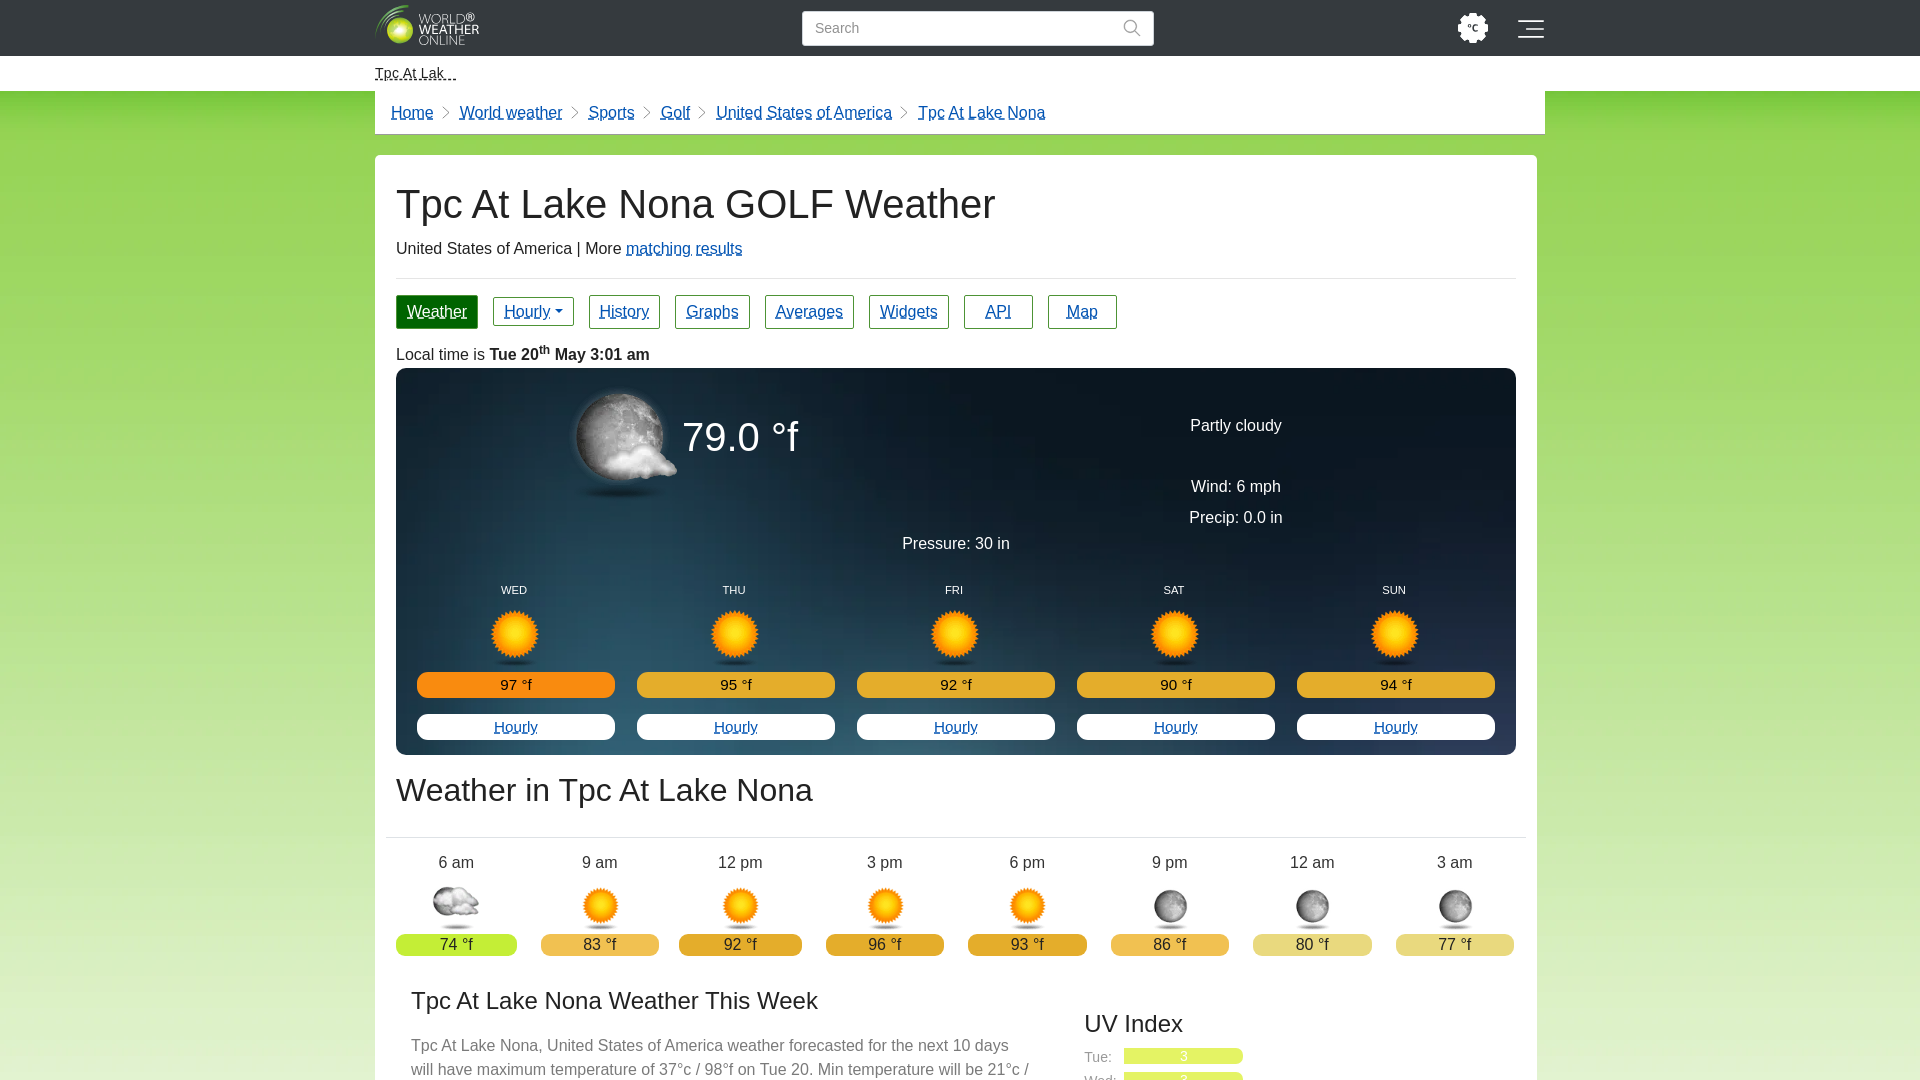 WORLD®
WEATHER
ONLINE
Search
°C
Tpc At Lak
Home World weather Sports Golf United States of America Tpc At Lake Nona
Tpc At Lake Nona GOLF Weather
United States of America | More matching results
Weather Hourly History Graphs Averages Widgets API Map
Local time is Tue 20th May 3:01 am
79.0 °f
Partly cloudy
Wind: 6 mph
Precip: 0.0 in
Pressure: 30 in
WED THU FRI SAT SUN
97 °f 95 °f 92 °f 90 °f 94 °f
Hourly Hourly Hourly Hourly Hourly
Weather in Tpc At Lake Nona
6 am 9 am 12 pm 3 pm 6 pm 9 pm 12 am 3 am
74 °f 83 °f 92 °f 96 °f 93 °f 86 °f 80 °f 77 °f
Tpc At Lake Nona Weather This Week
Tpc At Lake Nona, United States of America weather forecasted for the next 10 days
will have maximum temperature of 37°c / 98°f on Tue 20. Min temperature will be 21°c /
UV Index
Tue: 3
Wed: 3